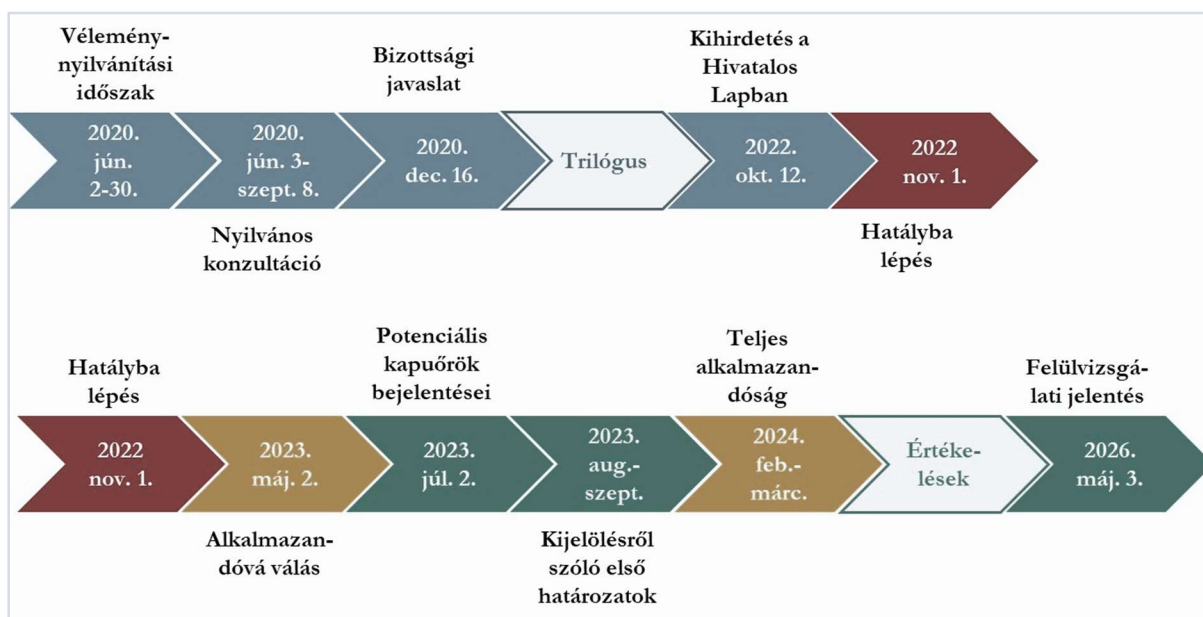 Vélemény-
nyilvánítási
időszak
2020.
jún.
2-30.
2020.
jún. 3-
szept. 8.
Nyilvános
konzultáció
Bizottsági
javaslat
2020.
dec. 16.
Trilógus
Kihirdetés a
Hivatalos
Lapban
2022.
okt. 12.
2022
nov. 1.
Hatályba
lépés
Hatályba
lépés
2022
nov. 1.
2023.
máj. 2.
Alkalmazan-
dóvá válás
Potenciális
kapuőrök
bejelentései
2023.
júl. 2.
2023.
aug.-
szept.
Kijelölésről
szóló első
határozatok
Teljes
alkalmazan-
dóság
2024.
feb.-
márc.
Értéke-
lések
Felülvizsgá-
lati jelentés
2026.
máj. 3.